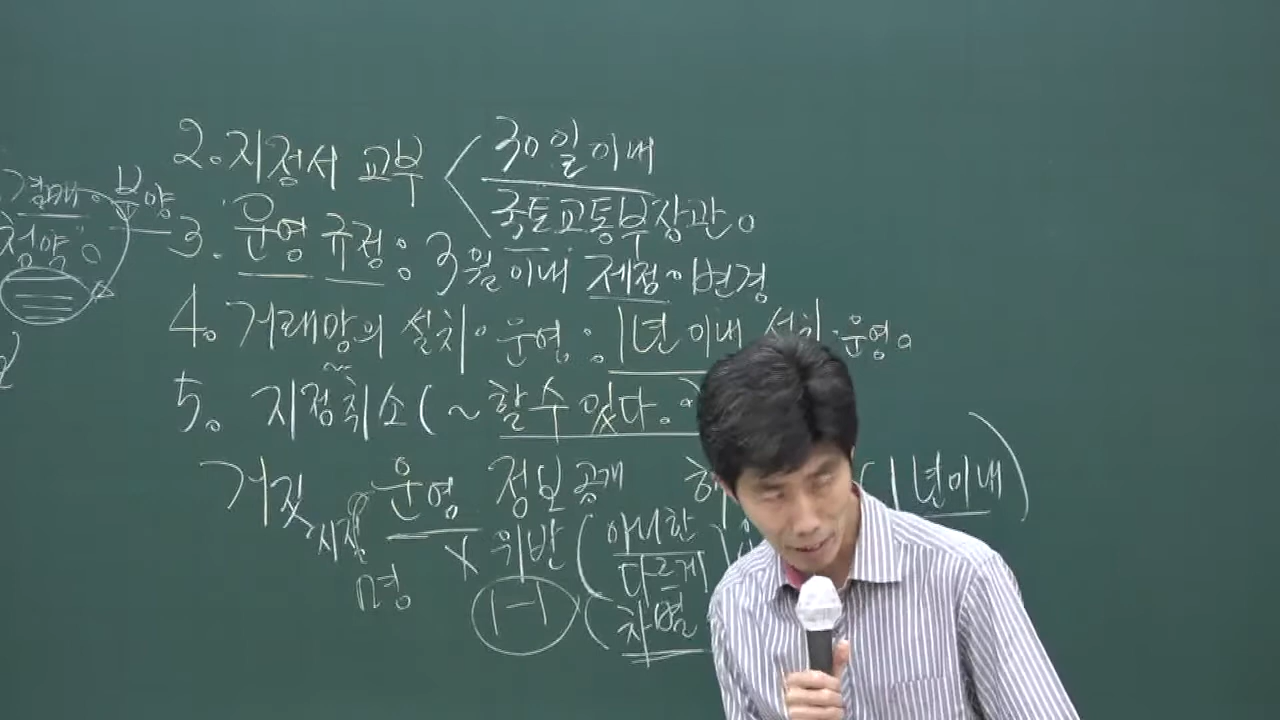 2. 지정서 교부 30일 이내
국토교통부장관。
3. 운영 규정 : 3월 이내 제정·변경
4. 거래망의 설치·운영 : 1년 이내 설치·운영。
5. 지정취소 (~ 할 수 있다.
거짓 운영 정보공개 (1년 이내)
위반 (아니한
다르게
차별